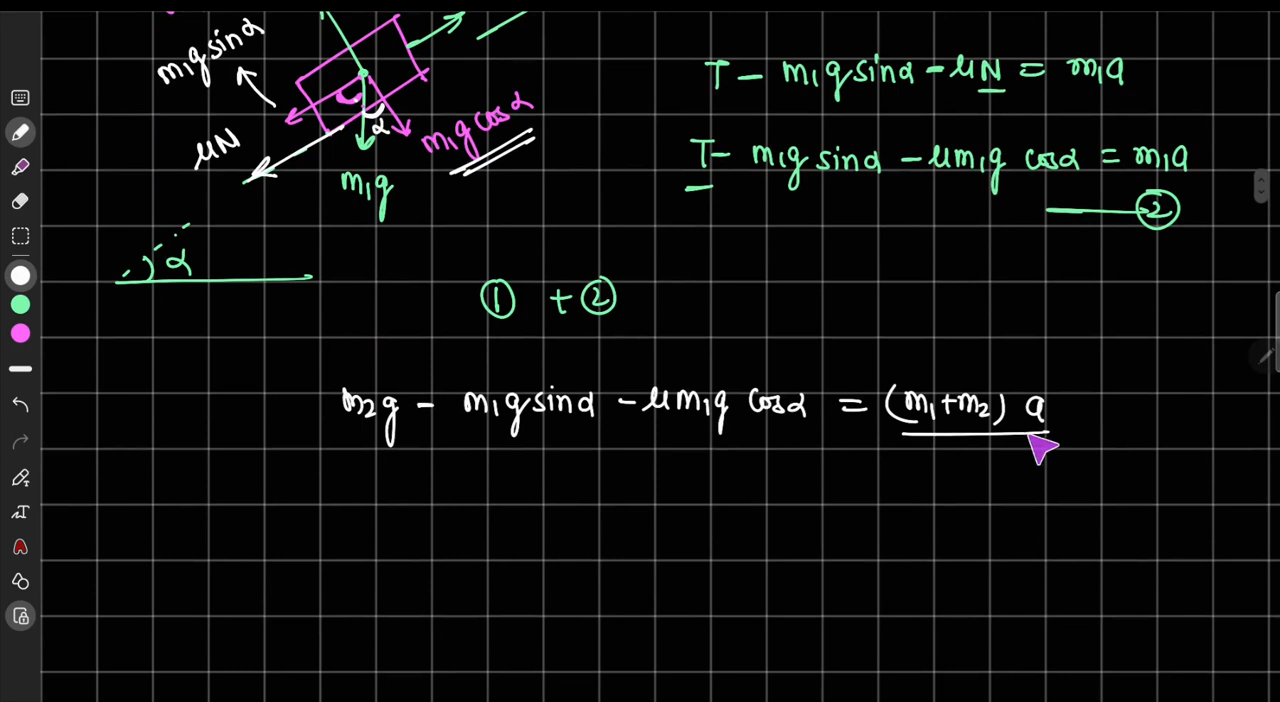 m₁g sinα
T - m₁g sinα - μN = m₁a
μN
α
m₁g cosα
T - m₁g sinα - μm₁g cosα = m₁a
②
m₁g
α
① + ②
m₂g - m₁g sinα - μm₁g cosα = (m₁+m₂) a